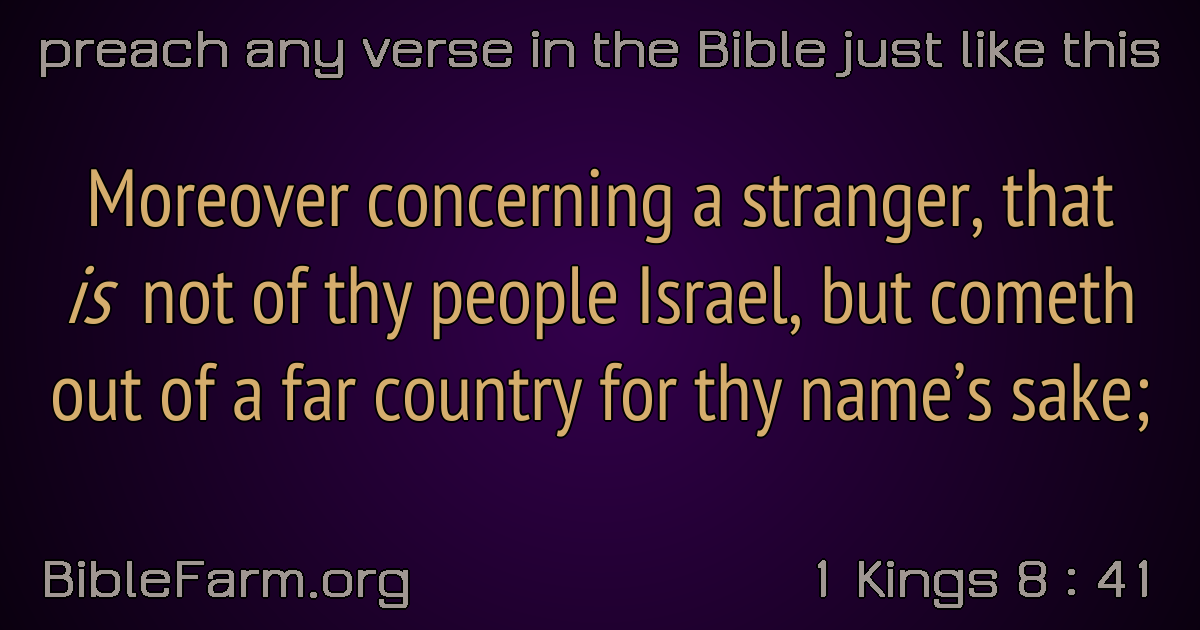 preach any verse in the Bible just like this
Moreover concerning a stranger, that
is not of thy people Israel, but cometh
out of a far country for thy name’s sake;
BibleFarm.org
1 Kings 8 : 41